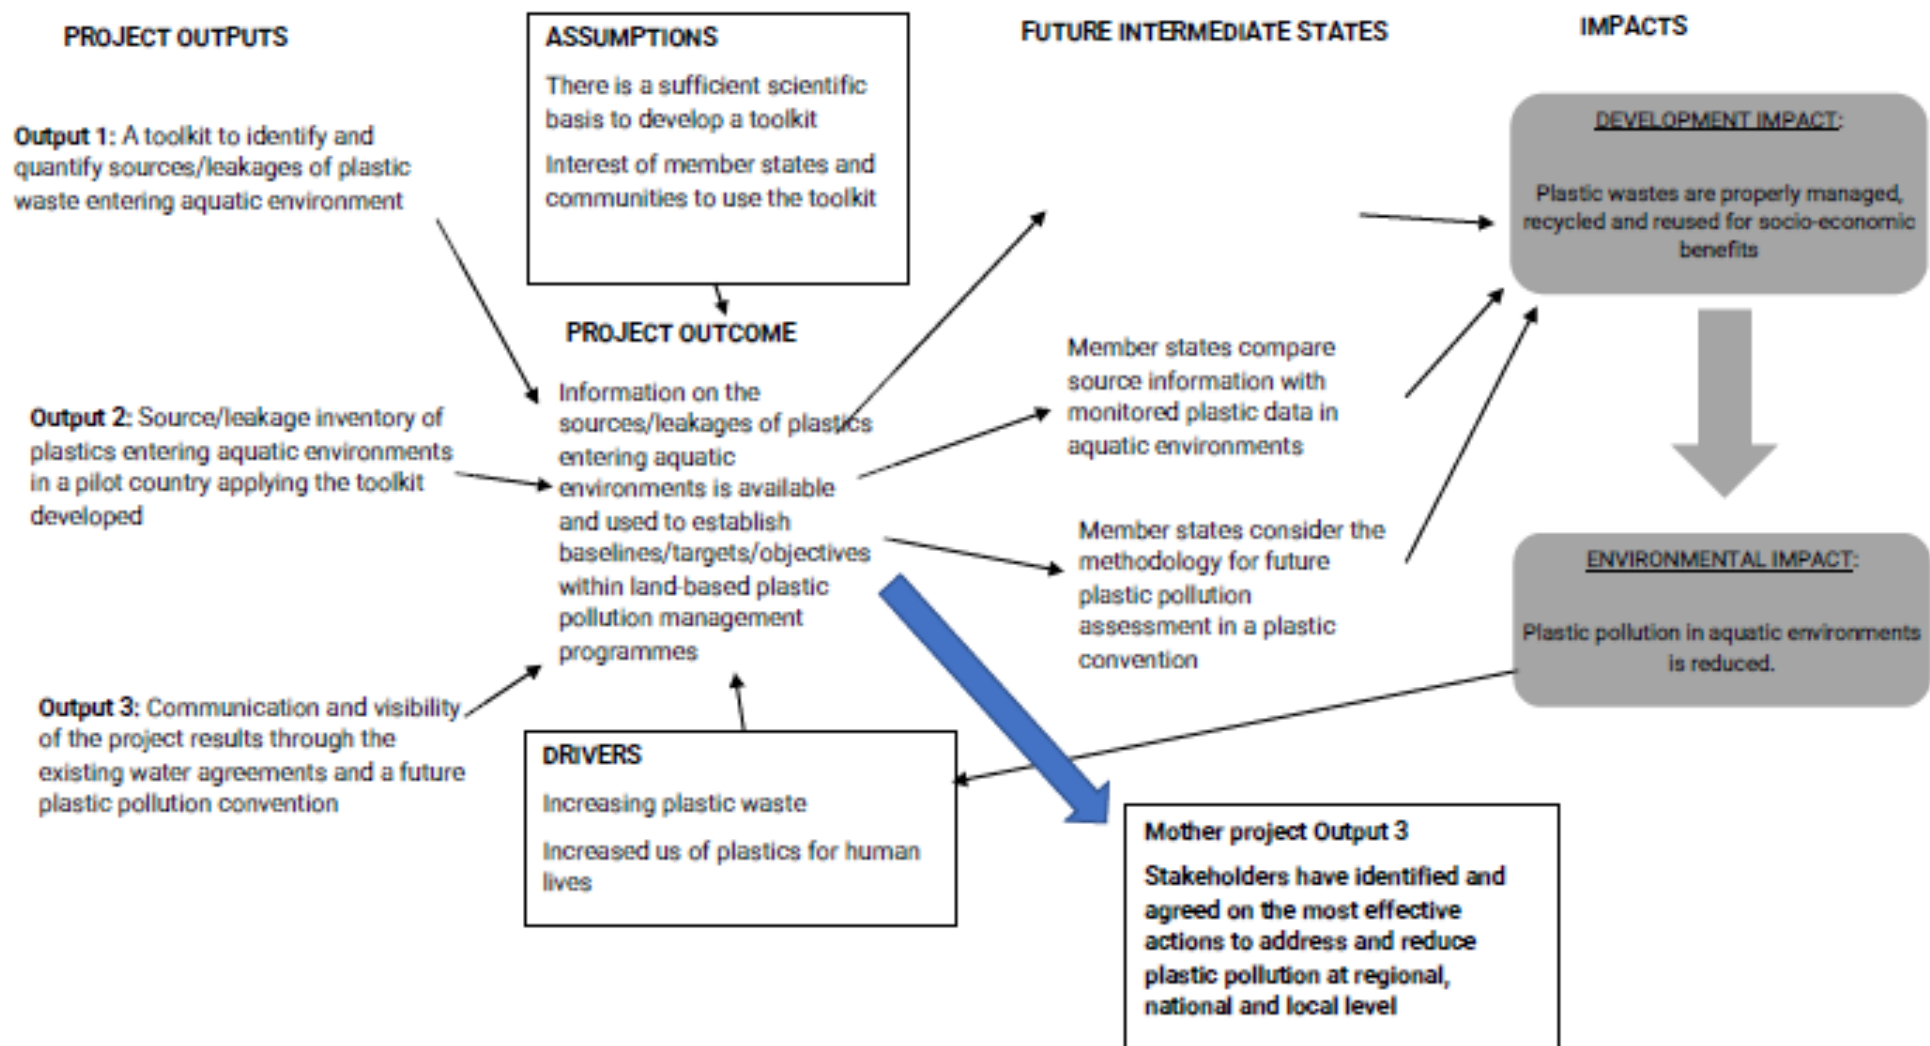 PROJECT OUTPUTS
Output 1: A toolkit to identify and
quantify sources/leakages of plastic
waste entering aquatic environment
Output 2: Source/leakage inventory of
plastics entering aquatic environments
in a pilot country applying the toolkit
developed
Output 3: Communication and visibility
of the project results through the
existing water agreements and a future
plastic pollution convention
ASSUMPTIONS
There is a sufficient scientific
basis to develop a toolkit
Interest of member states and
communities to use the toolkit
PROJECT OUTCOME
Information on the
sources/leakages of plastics
entering aquatic
environments is available
and used to establish
baselines/targets/objectives
within land-based plastic
pollution management
programmes
DRIVERS
Increasing plastic waste
Increased us of plastics for human
lives
FUTURE INTERMEDIATE STATES
Member states compare
source information with
monitored plastic data in
aquatic environments
Member states consider the
methodology for future
plastic pollution
assessment in a plastic
convention
Mother project Output 3
Stakeholders have identified and
agreed on the most effective
actions to address and reduce
plastic pollution at regional,
national and local level
IMPACTS
DEVELOPMENT IMPACT:
Plastic wastes are properly managed,
recycled and reused for socio-economic
benefits
ENVIRONMENTAL IMPACT:
Plastic pollution in aquatic environments
is reduced.